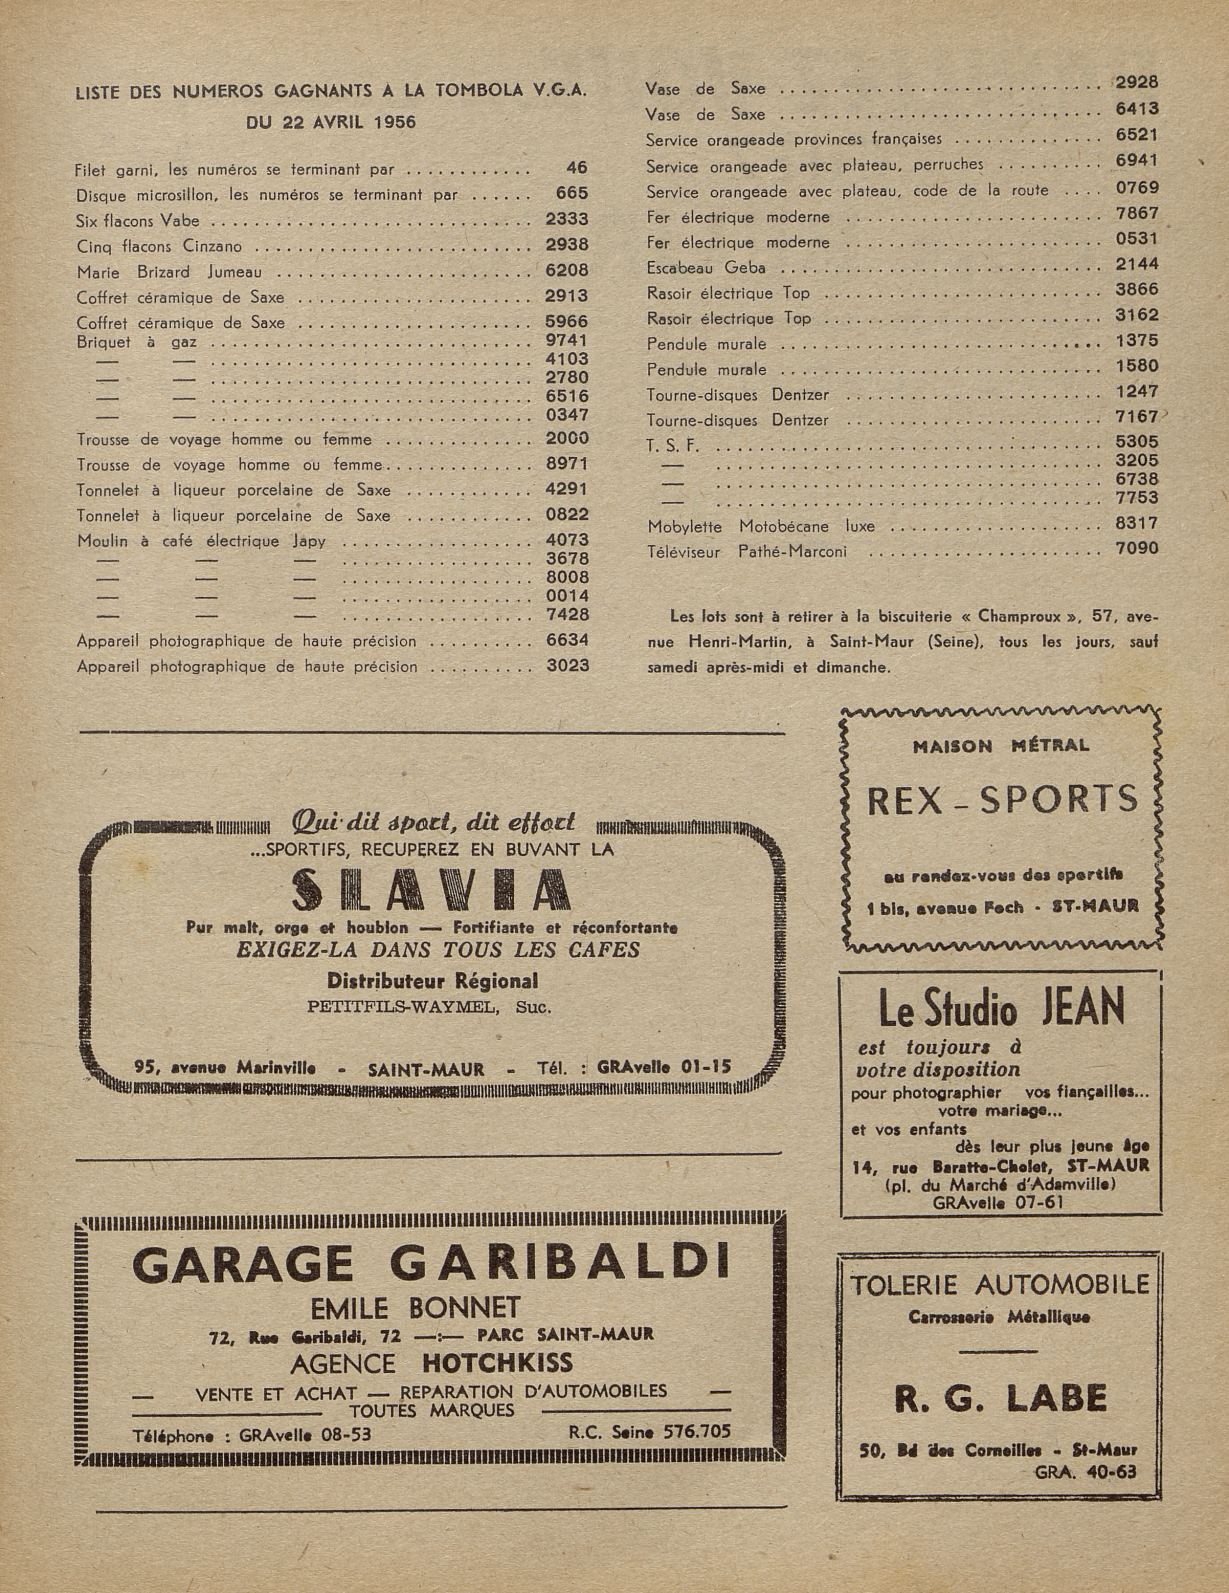 LISTE DES NUMEROS GAGNANTS A LA TOMBOLA V.G.A.
DU 22 AVRIL 1956
Filet garni, les numéros se terminant par ............ 46
Disque microsillon, les numéros se terminant par ...... 665
Six flacons Vabe .............................. 2333
Cinq flacons Cinzano .......................... 2938
Marie Brizard Jumeau ........................ 6208
Coffret céramique de Saxe ...................... 2913
Coffret céramique de Saxe ...................... 5966
Briquet à gaz .............................. 9741
— — .............................. 4103
— — .............................. 2780
— — .............................. 6516
— — .............................. 0347
Trousse de voyage homme ou femme .............. 2000
Trousse de voyage homme ou femme.............. 8971
Tonnelet à liqueur porcelaine de Saxe ............ 4291
Tonnelet à liqueur porcelaine de Saxe ............ 0822
Moulin à café électrique Japy .................. 4073
— — — .................. 3678
— — — .................. 8008
— — — .................. 0014
— — — .................. 7428
Appareil photographique de haute précision .......... 6634
Appareil photographique de haute précision .......... 3023
Vase de Saxe .............................. 2928
Vase de Saxe .............................. 6413
Service orangeade provinces françaises .............. 6521
Service orangeade avec plateau, perruches .......... 6941
Service orangeade avec plateau, code de la route .... 0769
Fer électrique moderne ........................ 7867
Fer électrique moderne ........................ 0531
Escabeau Geba .............................. 2144
Rasoir électrique Top .......................... 3866
Rasoir électrique Top .......................... 3162
Pendule murale .............................. 1375
Pendule murale .............................. 1580
Tourne-disques Dentzer ........................ 1247
Tourne-disques Dentzer ........................ 7167
T. S. F. .................................... 5305
— .................................... 3205
— .................................... 6738
— .................................... 7753
Mobylette Motobécane luxe .................... 8317
Téléviseur Pathé-Marconi ...................... 7090
Les lots sont à retirer à la biscuiterie « Champroux », 57, ave-
nue Henri-Martin, à Saint-Maur (Seine), tous les jours, sauf
samedi après-midi et dimanche.
Qui dit sport, dit effort
...SPORTIFS, RECUPEREZ EN BUVANT LA
SLAVIA
Pur malt, orge et houblon — Fortifiante et réconfortante
EXIGEZ-LA DANS TOUS LES CAFES
Distributeur Régional
PETITFILS-WAYMEL, Suc.
95, avenue Marinville - SAINT-MAUR - Tél. : GRAvelle 01-15
MAISON MÉTRAL
REX - SPORTS
au rendez-vous des sportifs
1 bis, avenue Foch - ST-MAUR
Le Studio JEAN
est toujours à
votre disposition
pour photographier vos fiançailles...
votre mariage...
et vos enfants
dès leur plus jeune âge
14, rue Baratte-Cholet, ST-MAUR
(pl. du Marché d'Adamville)
GRAvelle 07-61
GARAGE GARIBALDI
EMILE BONNET
72, Rue Garibaldi, 72 —:— PARC SAINT-MAUR
AGENCE HOTCHKISS
— VENTE ET ACHAT — REPARATION D'AUTOMOBILES —
TOUTES MARQUES
Téléphone : GRAvelle 08-53 R.C. Seine 576.705
TOLERIE AUTOMOBILE
Carrosserie Métallique
R. G. LABE
50, Bd des Corneilles - St-Maur
GRA. 40-63